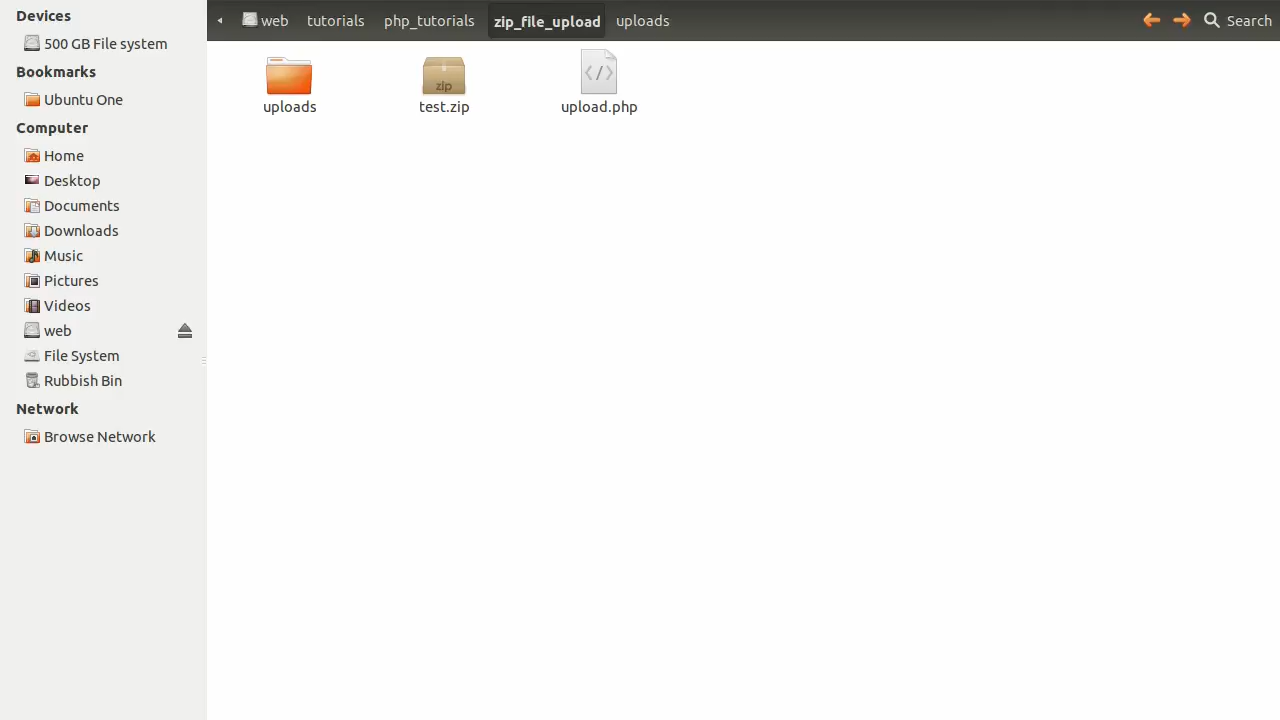 Devices
500 GB File system
Bookmarks
Ubuntu One
Computer
Home
Desktop
Documents
Downloads
Music
Pictures
Videos
web
File System
Rubbish Bin
Network
Browse Network
web tutorials php_tutorials zip_file_upload uploads Search
zip
uploads test.zip upload.php